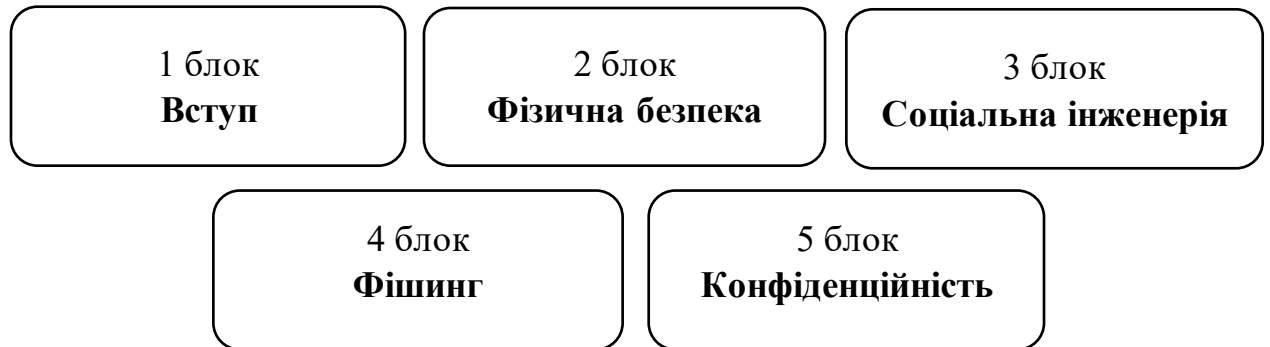 1 блок
Вступ
2 блок
Фізична безпека
3 блок
Соціальна інженерія
4 блок
Фішинг
5 блок
Конфіденційність